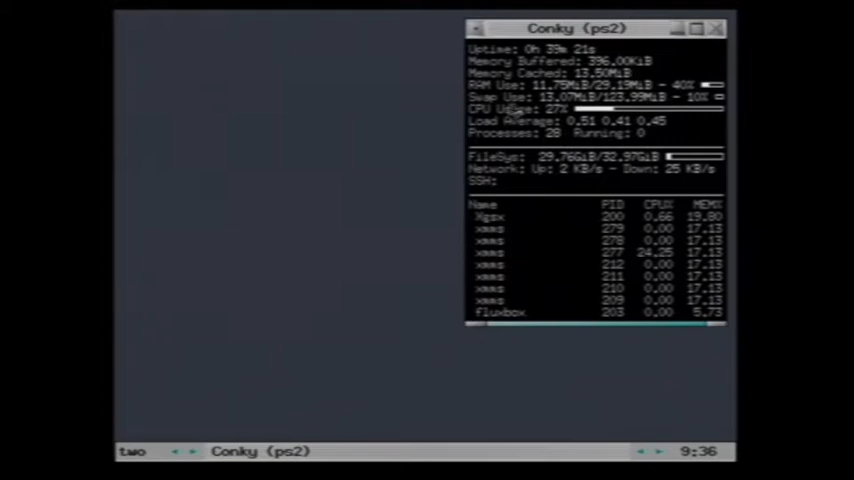 Conky (ps2)
Uptime: 0h 39m 21s
Memory Buffered: 396.00KiB
Memory Cached: 13.50MiB
RAM Use: 11.75MiB/29.19MiB - 40%
Swap Use: 13.07MiB/123.99MiB - 10%
CPU Usage: 27%
Load Average: 0.51 0.41 0.45
Processes: 28 Running: 0
FileSys: 29.76GiB/32.97GiB
Network: Up: 2 KB/s - Down: 25 KB/s
SSH:
Name PID CPU% MEM%
Xgsx 200 0.66 19.80
xmms 279 0.00 17.13
xmms 278 0.00 17.13
xmms 277 24.25 17.13
xmms 212 0.00 17.13
xmms 211 0.00 17.13
xmms 210 0.00 17.13
xmms 209 0.00 17.13
fluxbox 203 0.00 5.73
two Conky (ps2) 9:36